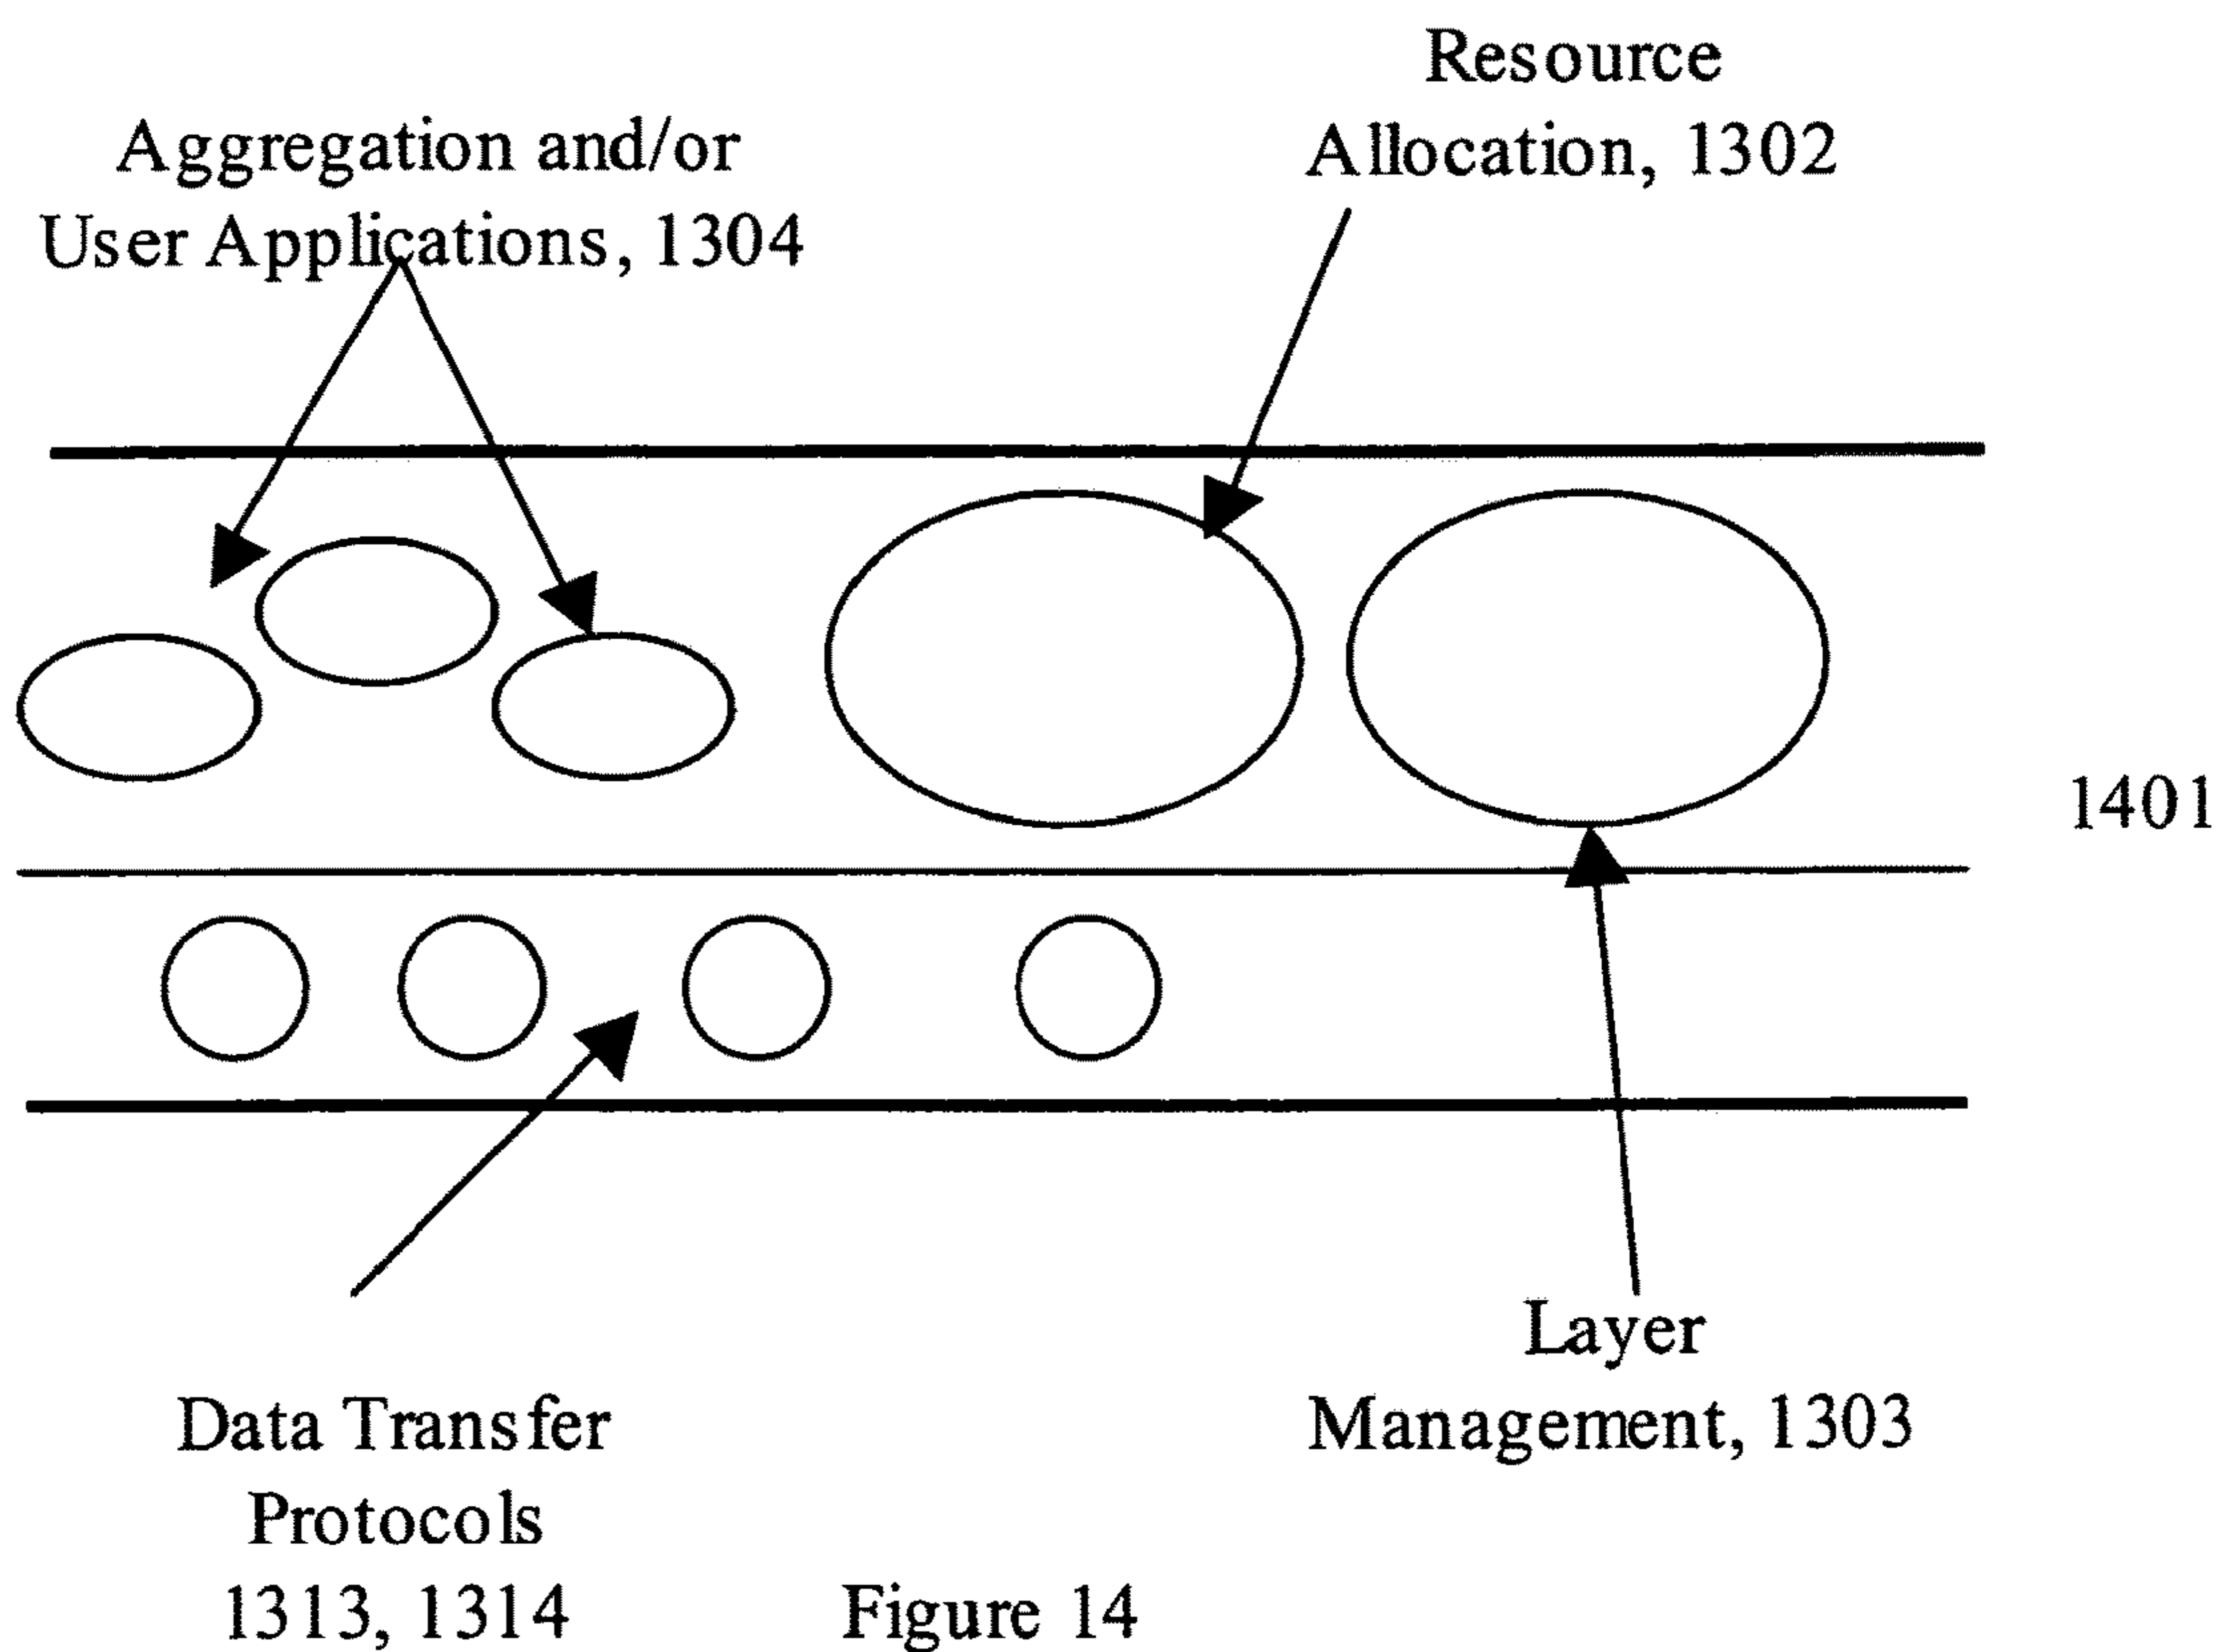 Resource
Allocation, 1302
Aggregation and/or
User Applications, 1304
1401
Layer
Management, 1303
Data Transfer
Protocols
1313, 1314
Figure 14